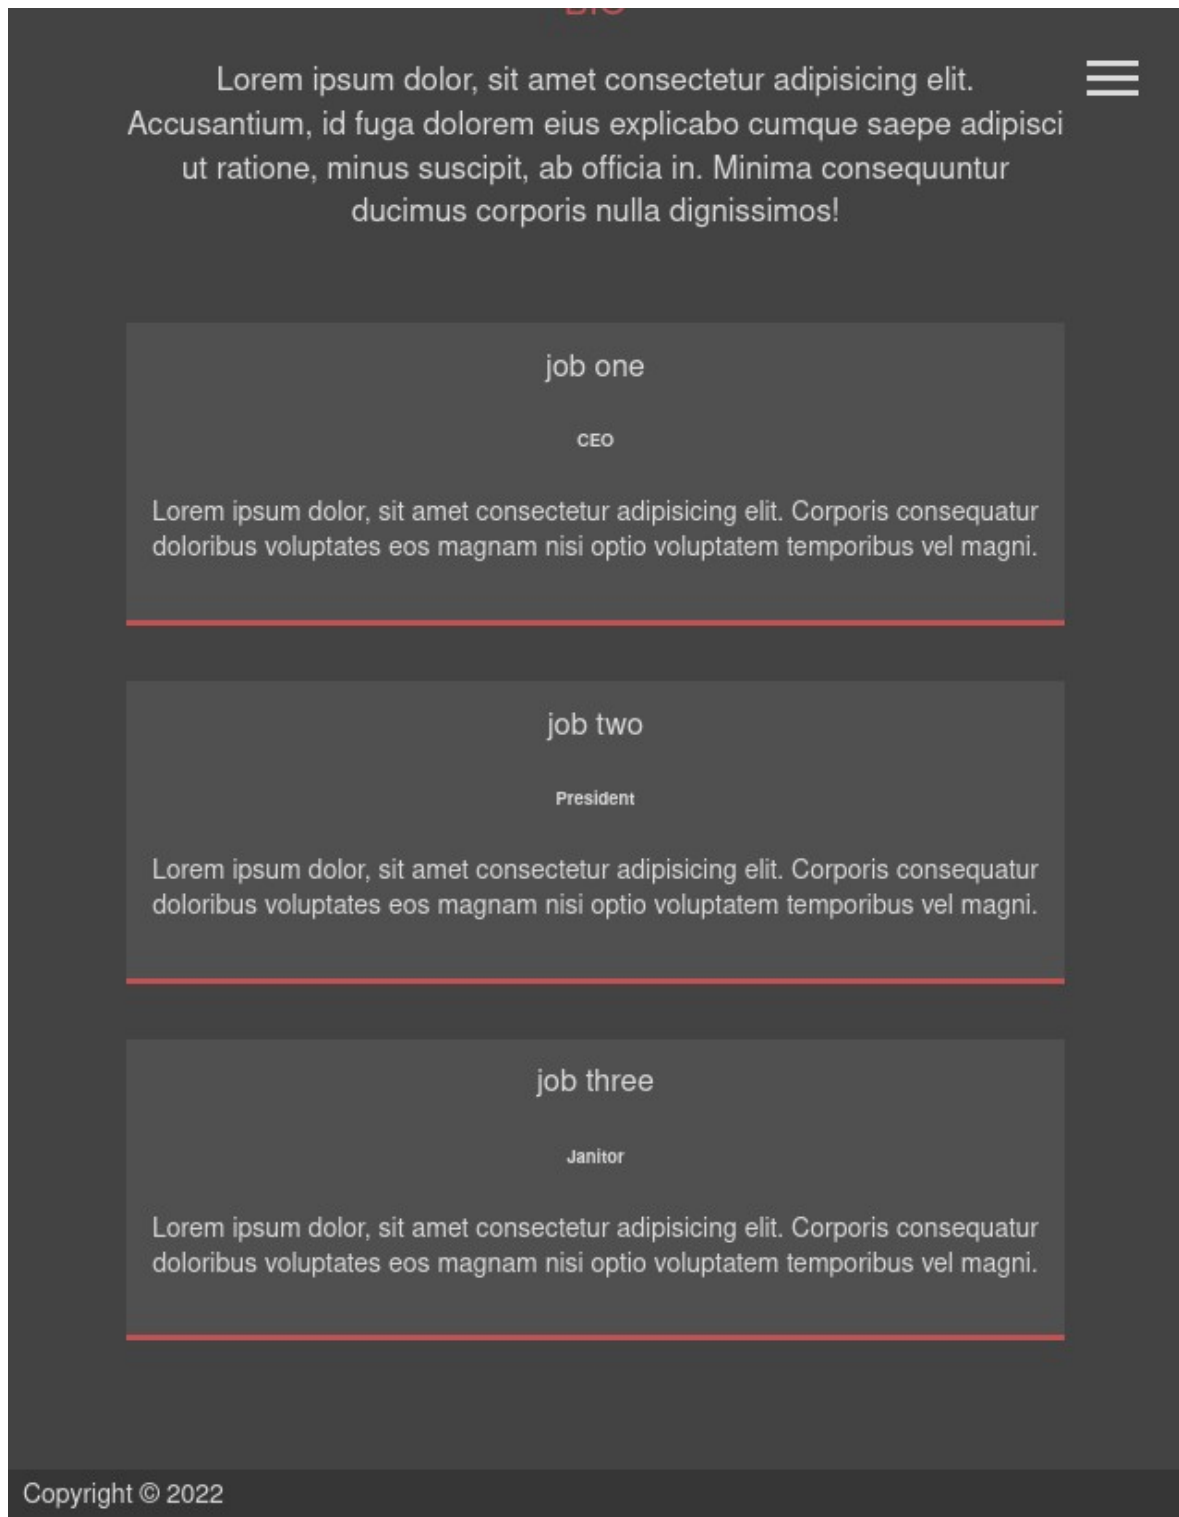 Lorem ipsum dolor, sit amet consectetur adipisicing elit.
Accusantium, id fuga dolorem eius explicabo cumque saepe adipisci
ut ratione, minus suscipit, ab officia in. Minima consequuntur
ducimus corporis nulla dignissimos!
job one
CEO
Lorem ipsum dolor, sit amet consectetur adipisicing elit. Corporis consequatur
doloribus voluptates eos magnam nisi optio voluptatem temporibus vel magni.
job two
President
Lorem ipsum dolor, sit amet consectetur adipisicing elit. Corporis consequatur
doloribus voluptates eos magnam nisi optio voluptatem temporibus vel magni.
job three
Janitor
Lorem ipsum dolor, sit amet consectetur adipisicing elit. Corporis consequatur
doloribus voluptates eos magnam nisi optio voluptatem temporibus vel magni.
Copyright © 2022